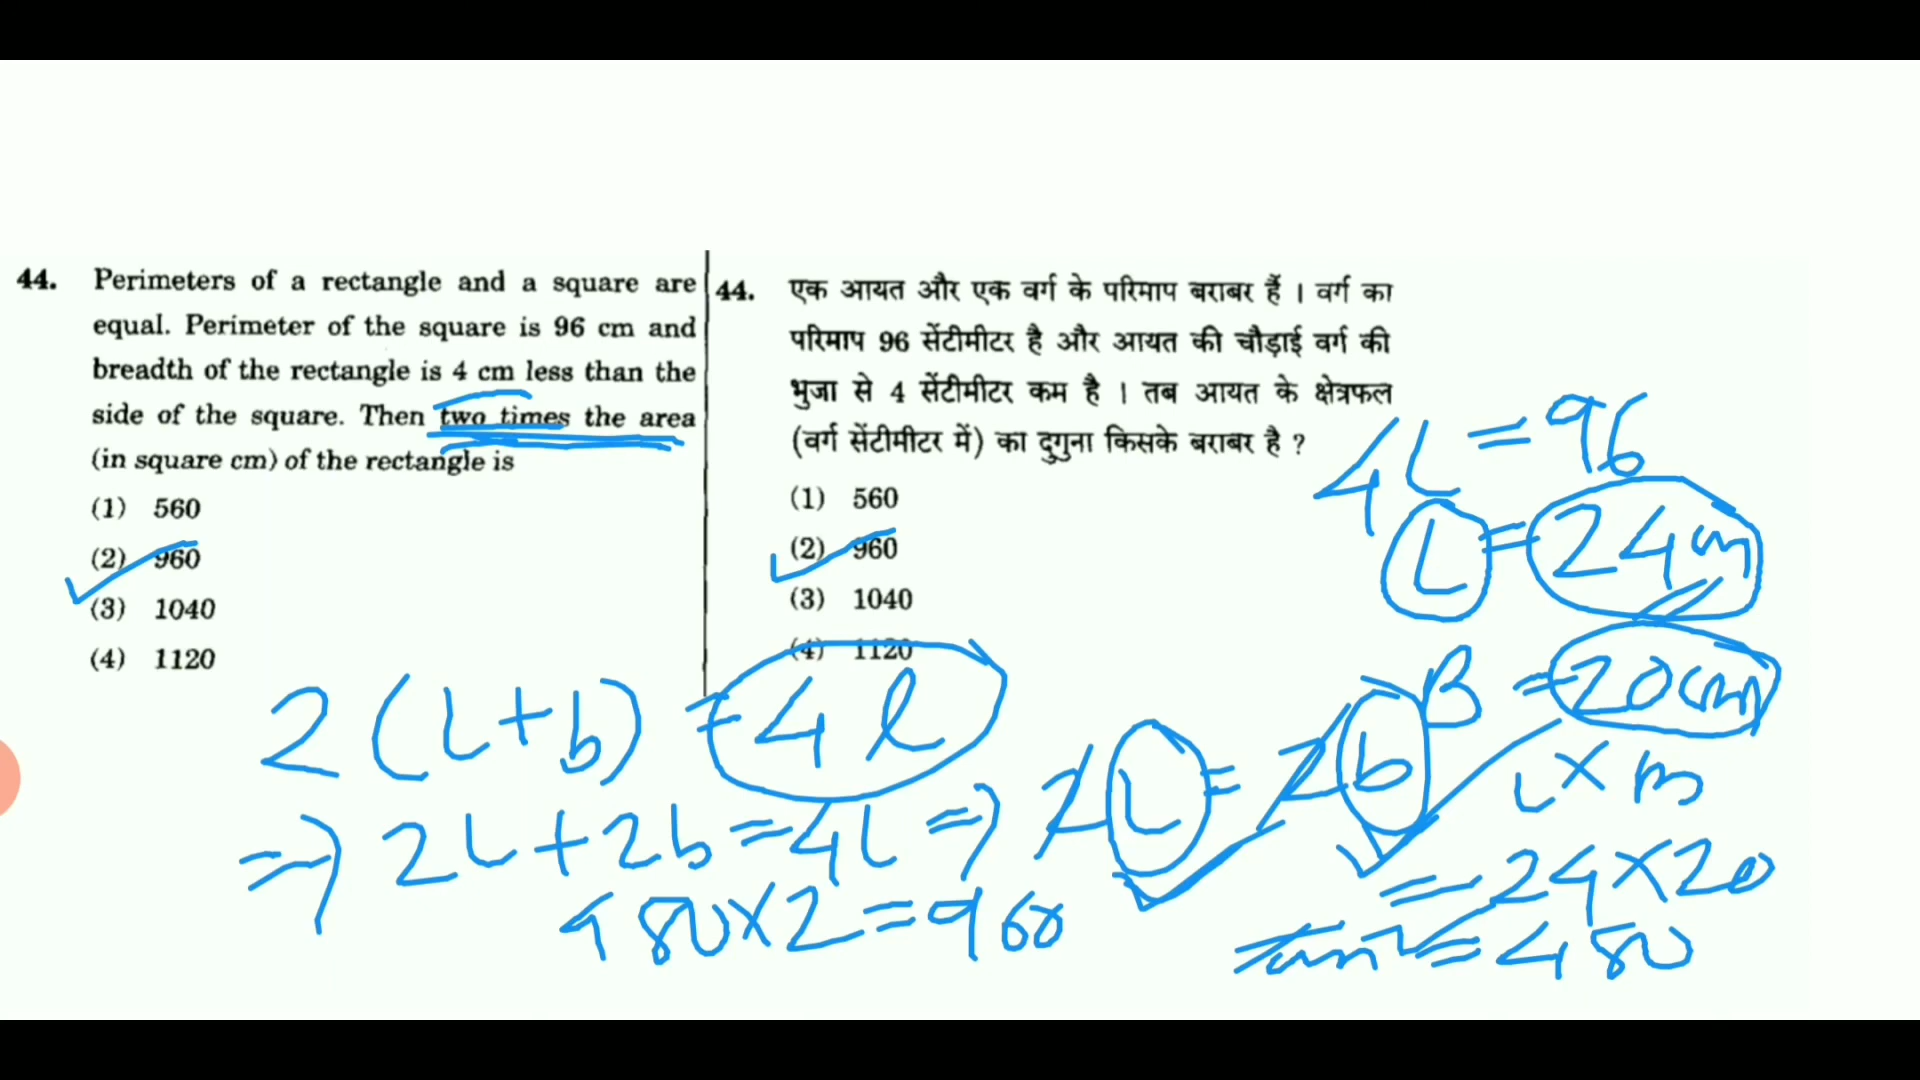 44. Perimeters of a rectangle and a square are
equal. Perimeter of the square is 96 cm and
breadth of the rectangle is 4 cm less than the
side of the square. Then two times the area
(in square cm) of the rectangle is
(1) 560
(2) 960
(3) 1040
(4) 1120
44. एक आयत और एक वर्ग के परिमाप बराबर हैं । वर्ग का
परिमाप 96 सेंटीमीटर है और आयत की चौड़ाई वर्ग की
भुजा से 4 सेंटीमीटर कम है । तब आयत के क्षेत्रफल
(वर्ग सेंटीमीटर में) का दुगुना किसके बराबर है ?
(1) 560
(2) 960
(3) 1040
(4) 1120
4L = 96
L = 24m
B = 20cm
2(L+b) = 4l
⇒ 2L+2b=4L ⇒ 2L = 2b
L×m
= 24×20
= 480
480×2=960